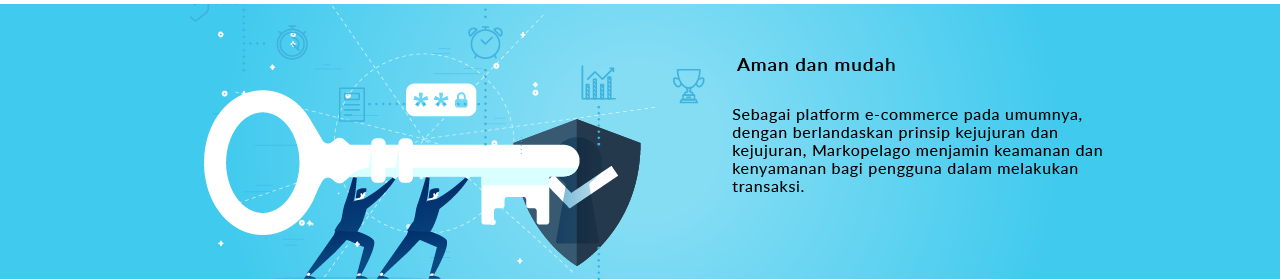 Aman dan mudah
Sebagai platform e-commerce pada umumnya,
dengan berlandaskan prinsip kejujuran dan
kejujuran, Markopelago menjamin keamanan dan
kenyamanan bagi pengguna dalam melakukan
transaksi.